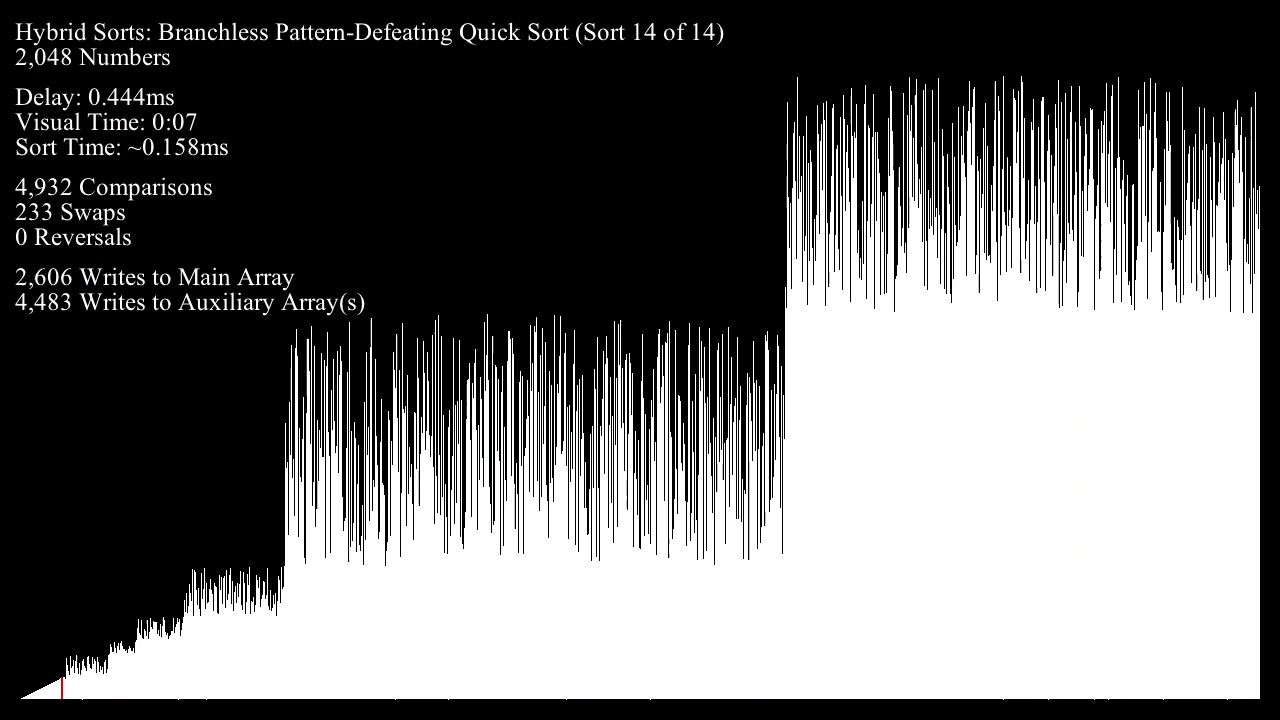 Hybrid Sorts: Branchless Pattern-Defeating Quick Sort (Sort 14 of 14)
2,048 Numbers
Delay: 0.444ms
Visual Time: 0:07
Sort Time: ~0.158ms
4,932 Comparisons
233 Swaps
0 Reversals
2,606 Writes to Main Array
4,483 Writes to Auxiliary Array(s)